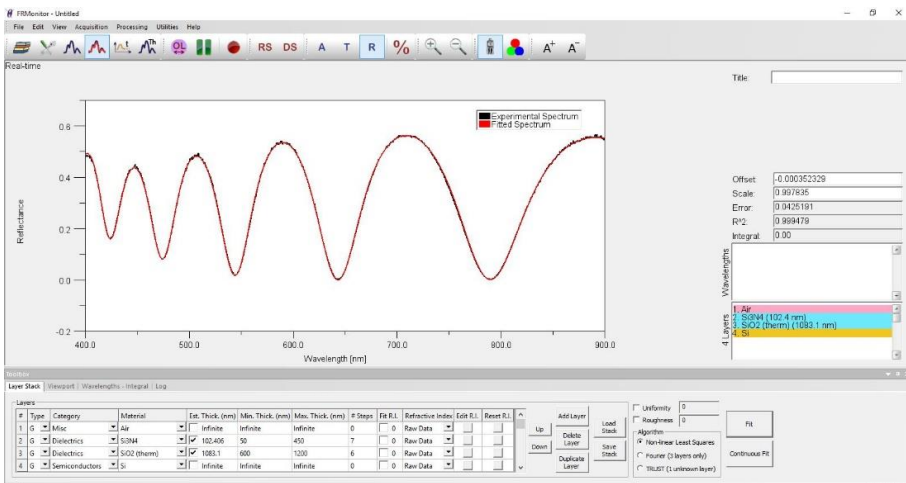 FRMonitor - Untitled
File Edit View Acquisition Processing Utilities Help
OL RS DS A T R % A+ A-
Real-time
Title:
Experimental Spectrum
Fitted Spectrum
0.6
0.4
0.2
0.0
-0.2
Reflectance
400.0 500.0 600.0 700.0 800.0 900.0
Wavelength [nm]
Offset: -0.000352329
Scale: 0.997835
Error: 0.0425191
R^2: 0.999479
Integral: 0.00
Wavelengths
4 Layers
1. Air
2. Si3N4 (102.4 nm)
3. SiO2 (therm) (1083.1 nm)
4. Si
Toolbox
Layer Stack Viewport Wavelengths - Integral Log
Layers
# Type Category Material Est. Thick. (nm) Min. Thick. (nm) Max. Thick. (nm) # Steps Fit R.I. Refractive Index Edit R.I. Reset R.I.
1 G Misc Air Infinite Infinite Infinite 0 0 Raw Data
2 G Dielectrics Si3N4 102.406 50 450 7 0 Raw Data
3 G Dielectrics SiO2 (therm) 1083.1 600 1200 6 0 Raw Data
4 G Semiconductors Si Infinite Infinite Infinite 0 0 Raw Data
Up
Down
Add Layer
Delete Layer
Duplicate Layer
Load Stack
Save Stack
Uniformity 0
Roughness 0
Algorithm
Non-linear Least Squares
Fourier (3 layers only)
TRUST (1 unknown layer)
Fit
Continuous Fit